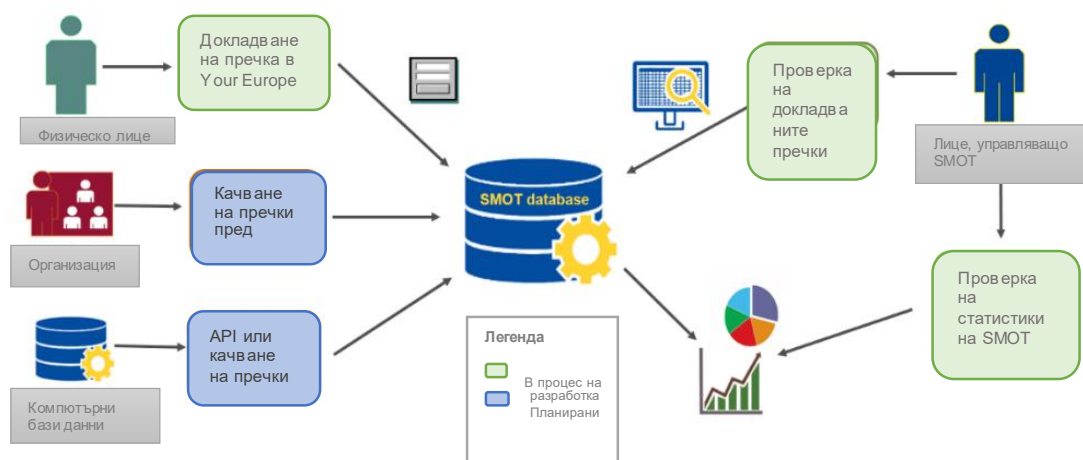 Докладване
на пречка в
Your Europe
Физическо лице
Качване
на пречки
пред
Организация
API или
качване
на пречки
Компютърни
бази данни
SMOT database
Легенда
В процес на
разработка
Планирани
Проверка
на
докладва
ните
пречки
Лице, управляващо
SMOT
Проверка
на
статистики
на SMOT